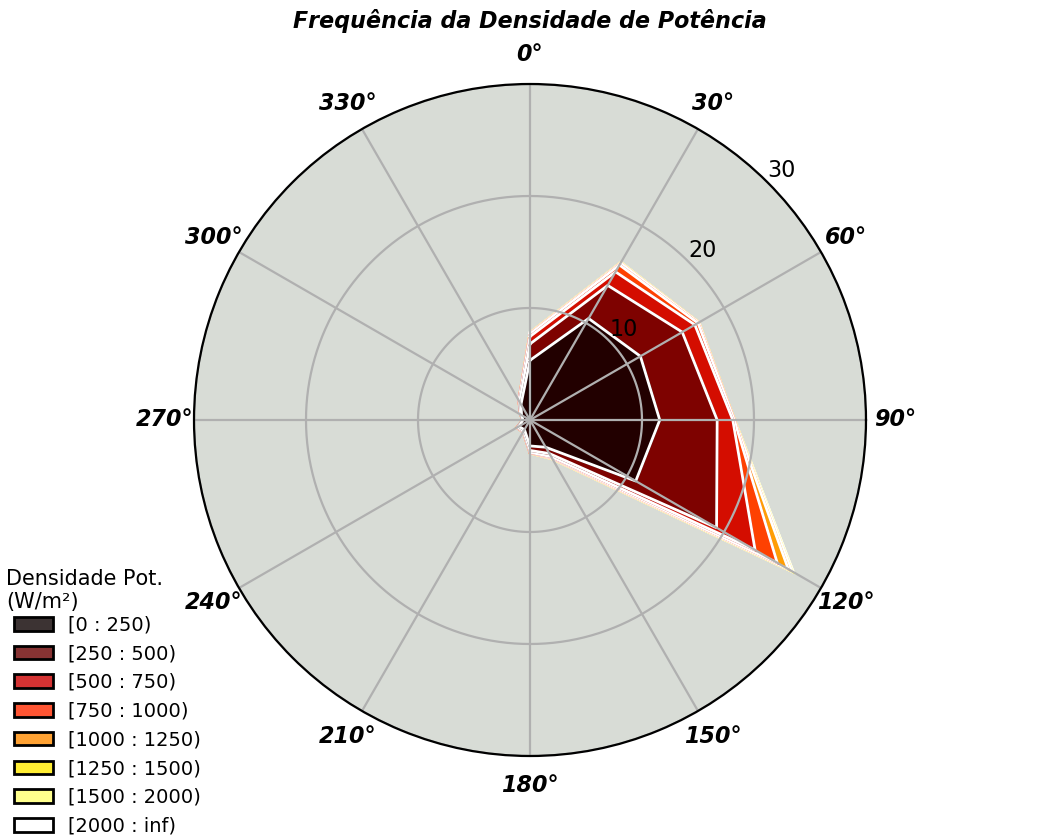 Frequência da Densidade de Potência
0°
330°
30°
30
300°
60°
20
10
270°
90°
240°
120°
210°
150°
180°
Densidade Pot.
(W/m²)
[0 : 250)
[250 : 500)
[500 : 750)
[750 : 1000)
[1000 : 1250)
[1250 : 1500)
[1500 : 2000)
[2000 : inf)